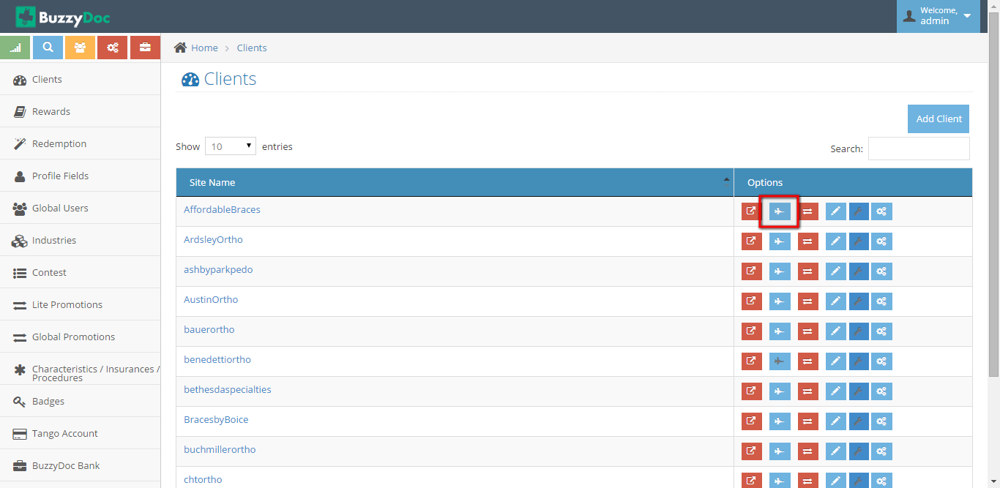 BuzzyDoc
Welcome,
admin
Home
Clients
Clients
Rewards
Redemption
Profile Fields
Global Users
Industries
Contest
Lite Promotions
Global Promotions
Characteristics / Insurances /
Procedures
Badges
Tango Account
BuzzyDoc Bank
Clients
Add Client
Show 10 entries
Search:
Site Name Options
AffordableBraces
ArdsleyOrtho
ashbyparkpedo
AustinOrtho
bauerortho
benedettiortho
bethesdaspecialties
BracesbyBoice
buchmillerortho
chtortho